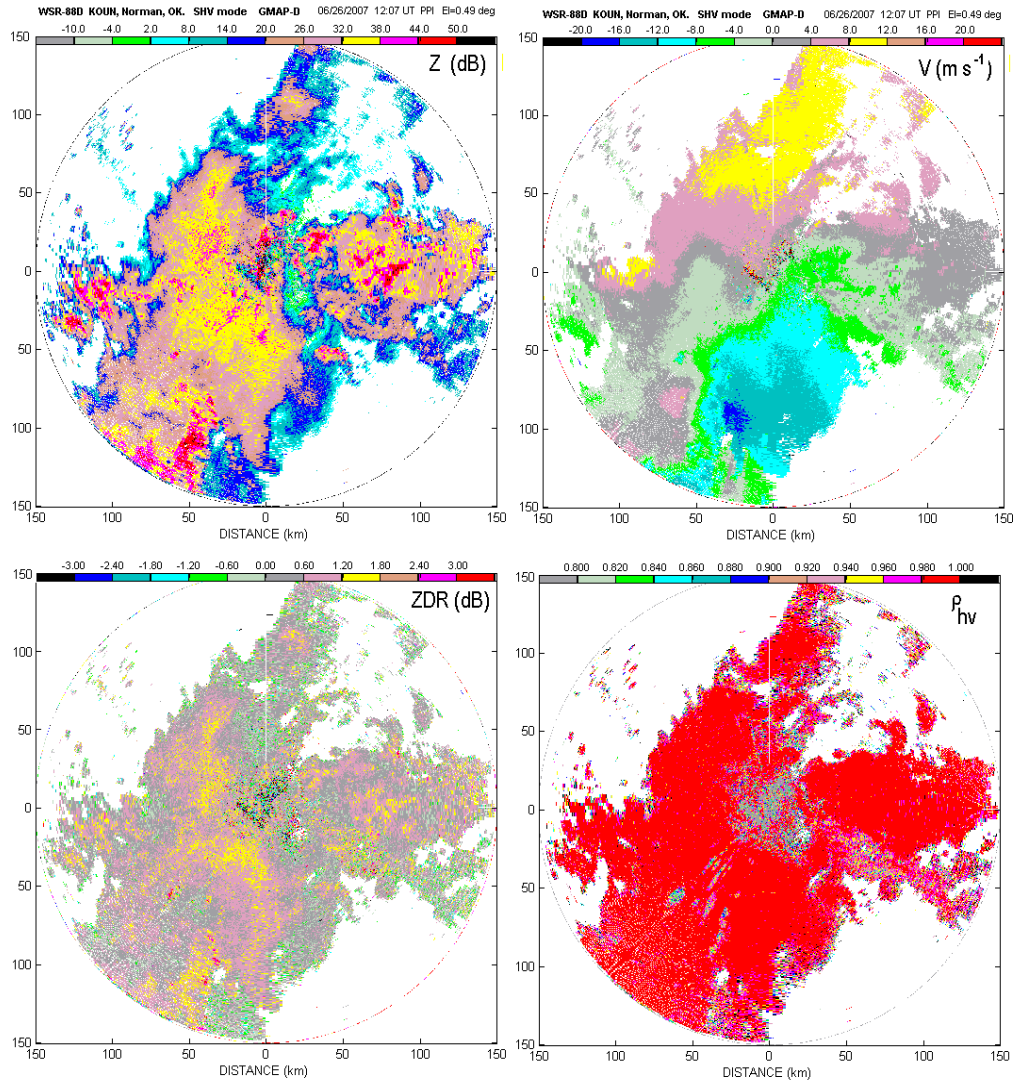 WSR-88D KOUN, Norman, OK. SHV mode GMAP-D 06/26/2007 12:07 UT PPI El=0.49 deg
-10.0 -4.0 2.0 8.0 14.0 20.0 26.0 32.0 38.0 44.0 50.0
Z (dB)
150
100
50
0
50
100
150
150 100 50 0 50 100 150
DISTANCE (km)
WSR-88D KOUN, Norman, OK. SHV mode GMAP-D 06/26/2007 12:07 UT PPI El=0.49 deg
-20.0 -16.0 -12.0 -8.0 -4.0 0.0 4.0 8.0 12.0 16.0 20.0
V (m s-1)
150
100
50
0
50
100
150
150 100 50 0 50 100 150
DISTANCE (km)
-3.00 -2.40 -1.80 -1.20 -0.60 0.00 0.60 1.20 1.80 2.40 3.00
ZDR (dB)
150
100
50
0
50
100
150
150 100 50 0 50 100 150
DISTANCE (km)
0.800 0.820 0.840 0.860 0.880 0.900 0.920 0.940 0.960 0.980 1.000
ρhv
150
100
50
0
50
100
150
150 100 50 0 50 100 150
DISTANCE (km)